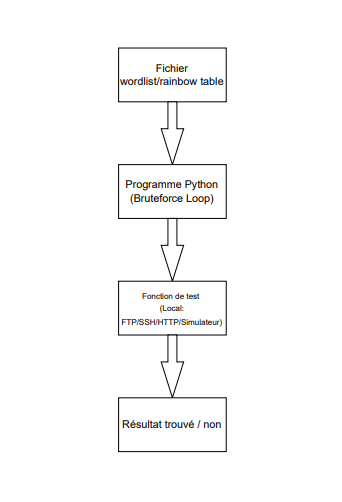 Fichier
wordlist/rainbow table
Programme Python
(Bruteforce Loop)
Fonction de test
(Local:
FTP/SSH/HTTP/Simulateur)
Résultat trouvé / non